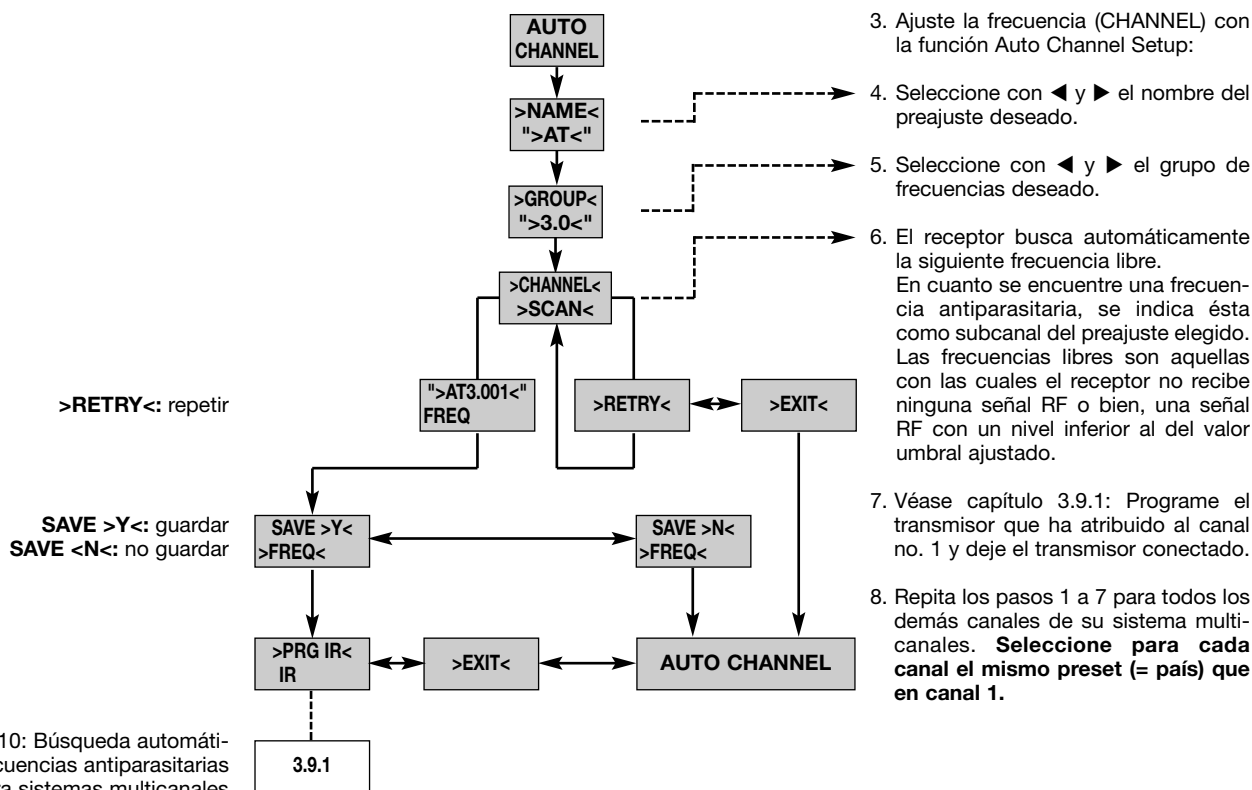 AUTO
CHANNEL
>NAME<
">AT<"
>GROUP<
">3.0<"
>CHANNEL<
>SCAN<
">AT3.001<"
FREQ
>RETRY<
>EXIT<
>RETRY<: repetir
SAVE >Y<: guardar
SAVE <N<: no guardar
SAVE >Y<
>FREQ<
SAVE >N<
>FREQ<
>PRG IR<
IR
>EXIT<
AUTO CHANNEL
3.9.1
10: Búsqueda automáti-
cuencias antiparasitarias
a sistemas multicanales
3. Ajuste la frecuencia (CHANNEL) con
la función Auto Channel Setup:
4. Seleccione con ◀ y ▶ el nombre del
preajuste deseado.
5. Seleccione con ◀ y ▶ el grupo de
frecuencias deseado.
6. El receptor busca automáticamente
la siguiente frecuencia libre.
En cuanto se encuentre una frecuen-
cia antiparasitaria, se indica ésta
como subcanal del preajuste elegido.
Las frecuencias libres son aquellas
con las cuales el receptor no recibe
ninguna señal RF o bien, una señal
RF con un nivel inferior al del valor
umbral ajustado.
7. Véase capítulo 3.9.1: Programe el
transmisor que ha atribuido al canal
no. 1 y deje el transmisor conectado.
8. Repita los pasos 1 a 7 para todos los
demás canales de su sistema multi-
canales. Seleccione para cada
canal el mismo preset (= país) que
en canal 1.